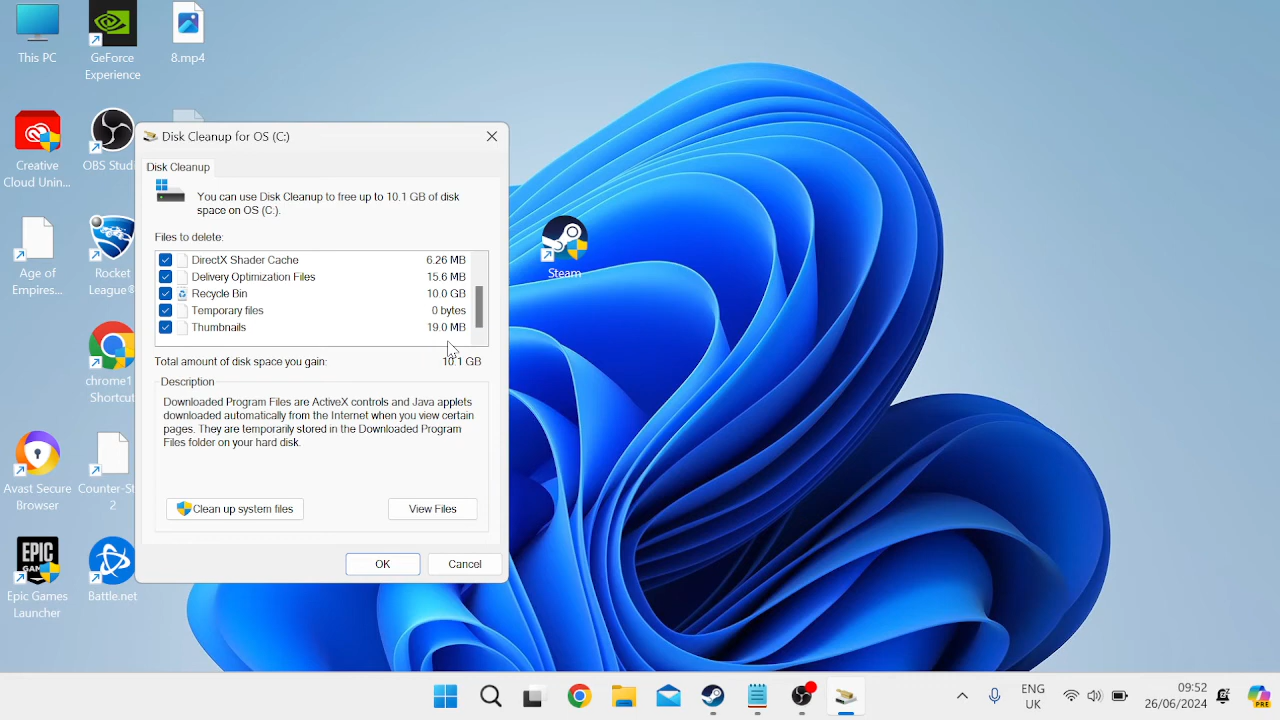 This PC
GeForce
Experience
8.mp4
Creative
Cloud Unin...
OBS Studi
Age of
Empires...
Rocket
League®
chrome1
Shortcut
Avast Secure
Browser
Counter-St
2
EPIC
GAMES
Epic Games
Launcher
Battle.net
Steam
Disk Cleanup for OS (C:)
Disk Cleanup
You can use Disk Cleanup to free up to 10.1 GB of disk
space on OS (C:).
Files to delete:
DirectX Shader Cache 6.26 MB
Delivery Optimization Files 15.6 MB
Recycle Bin 10.0 GB
Temporary files 0 bytes
Thumbnails 19.0 MB
Total amount of disk space you gain: 10.1 GB
Description
Downloaded Program Files are ActiveX controls and Java applets
downloaded automatically from the Internet when you view certain
pages. They are temporarily stored in the Downloaded Program
Files folder on your hard disk.
Clean up system files
View Files
OK
Cancel
ENG
UK
09:52
26/06/2024
PRE